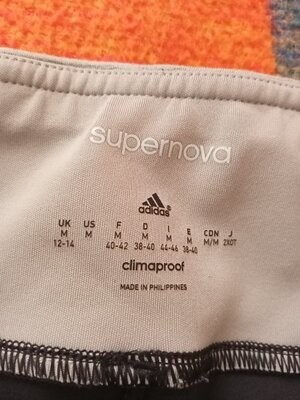 supernova
adidas
UK US F D I E CDN J
M M M M M M M/M 2XOT
12-14 40-42 38-40 44-46 38-40
climaproof
MADE IN PHILIPPINES